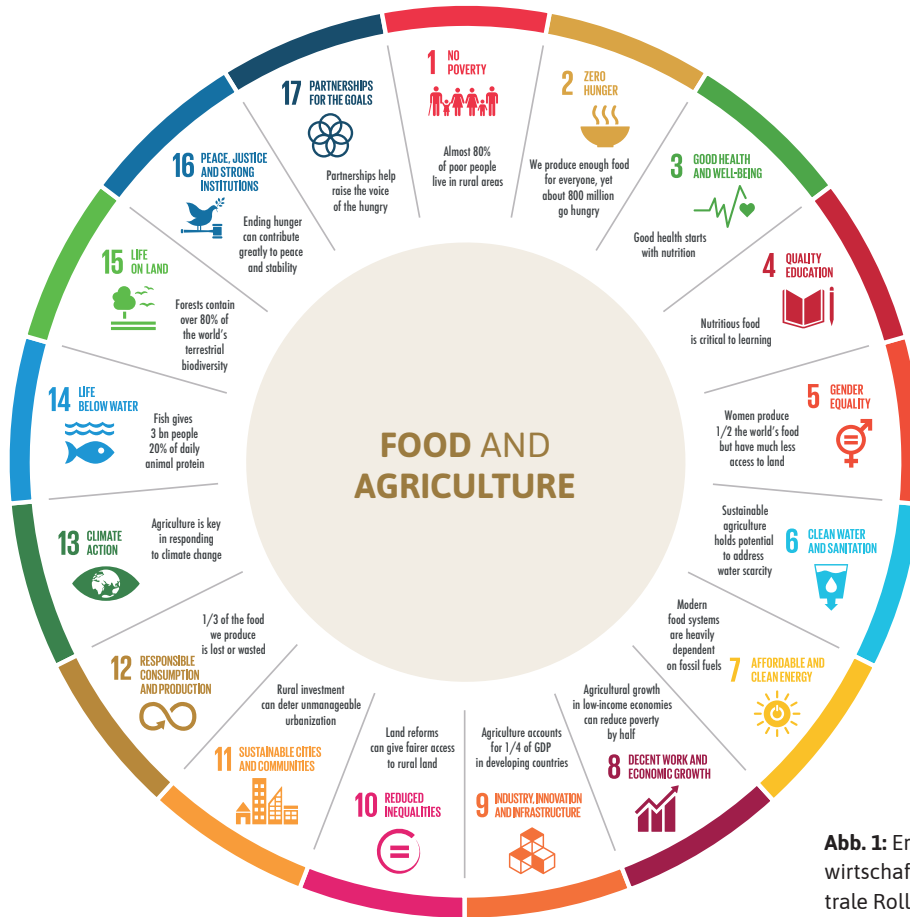 1 NO
POVERTY
Almost 80%
of poor people
live in rural areas
2 ZERO
HUNGER
We produce enough food
for everyone, yet
about 800 million
go hungry
3 GOOD HEALTH
AND WELL-BEING
Good health starts
with nutrition
4 QUALITY
EDUCATION
Nutritious food
is critical to learning
5 GENDER
EQUALITY
Women produce
1/2 the world's food
but have much less
access to land
6 CLEAN WATER
AND SANITATION
Sustainable
agriculture
holds potential
to address
water scarcity
7 AFFORDABLE AND
CLEAN ENERGY
Modern
food systems
are heavily
dependent
on fossil fuels
8 DECENT WORK AND
ECONOMIC GROWTH
Agricultural growth
in low-income economies
can reduce poverty
by half
9 INDUSTRY, INNOVATION
AND INFRASTRUCTURE
Agriculture accounts
for 1/4 of GDP
in developing countries
10 REDUCED
INEQUALITIES
Land reforms
can give fairer access
to rural land
11 SUSTAINABLE CITIES
AND COMMUNITIES
Rural investment
can deter unmanageable
urbanization
12 RESPONSIBLE
CONSUMPTION
AND PRODUCTION
1/3 of the food
we produce
is lost or wasted
13 CLIMATE
ACTION
Agriculture is key
in responding
to climate change
14 LIFE
BELOW WATER
Fish gives
3 bn people
20% of daily
animal protein
15 LIFE
ON LAND
Forests contain
over 80% of
the world's
terrestrial
biodiversity
16 PEACE, JUSTICE
AND STRONG
INSTITUTIONS
Ending hunger
can contribute
greatly to peace
and stability
17 PARTNERSHIPS
FOR THE GOALS
Partnerships help
raise the voice
of the hungry
FOOD AND
AGRICULTURE
Abb. 1:
wirtschaf
trale Roll